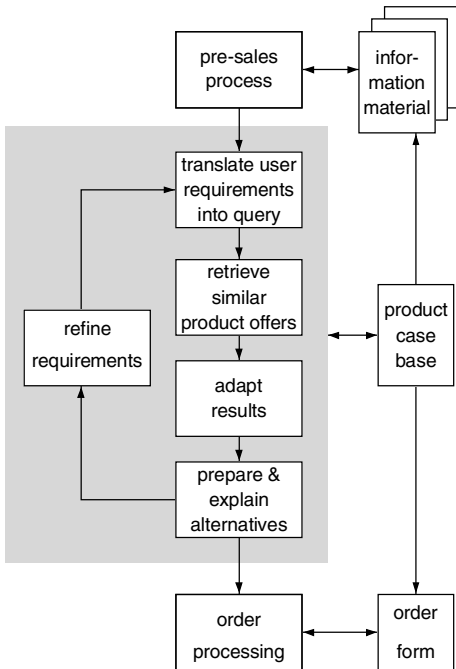 pre-sales
process
infor-
mation
material
translate user
requirements
into query
retrieve
similar
product offers
refine
requirements
product
case
base
adapt
results
prepare &
explain
alternatives
order
processing
order
form